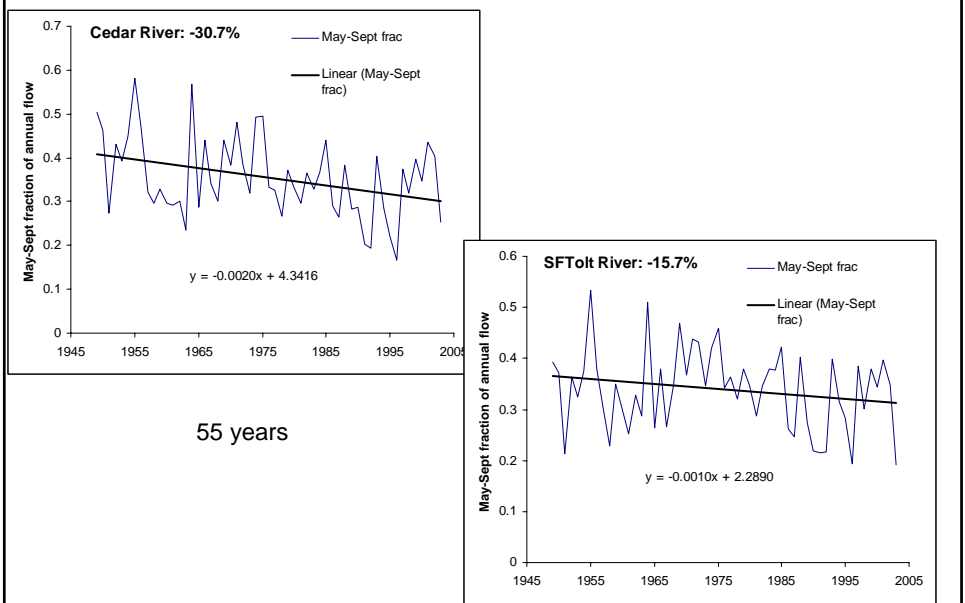 Cedar River: -30.7%
May-Sept frac
Linear (May-Sept
frac)
May-Sept fraction of annual flow
0.7
0.6
0.5
0.4
0.3
0.2
0.1
0
y = -0.0020x + 4.3416
1945 1955 1965 1975 1985 1995 2005
55 years
SFTolt River: -15.7%
May-Sept frac
Linear (May-Sept
frac)
May-Sept fraction of annual flow
0.6
0.5
0.4
0.3
0.2
0.1
0
y = -0.0010x + 2.2890
1945 1955 1965 1975 1985 1995 2005